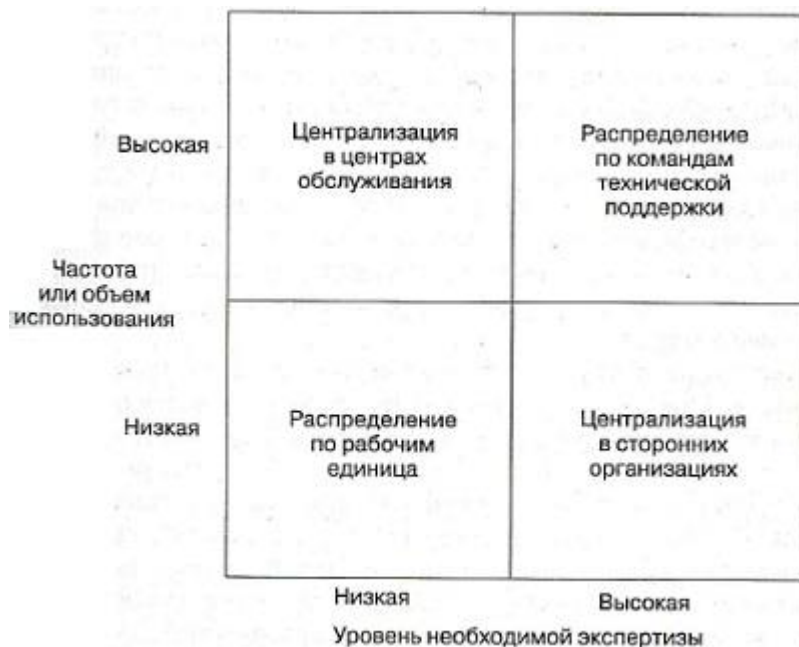 Высокая
Централизация
в центрах
обслуживания
Распределение
по командам
технической
поддержки
Частота
или объем
использования
Низкая
Распределение
по рабочим
единица
Централизация
в сторонних
организациях
Низкая
Высокая
Уровень необходимой экспертизы